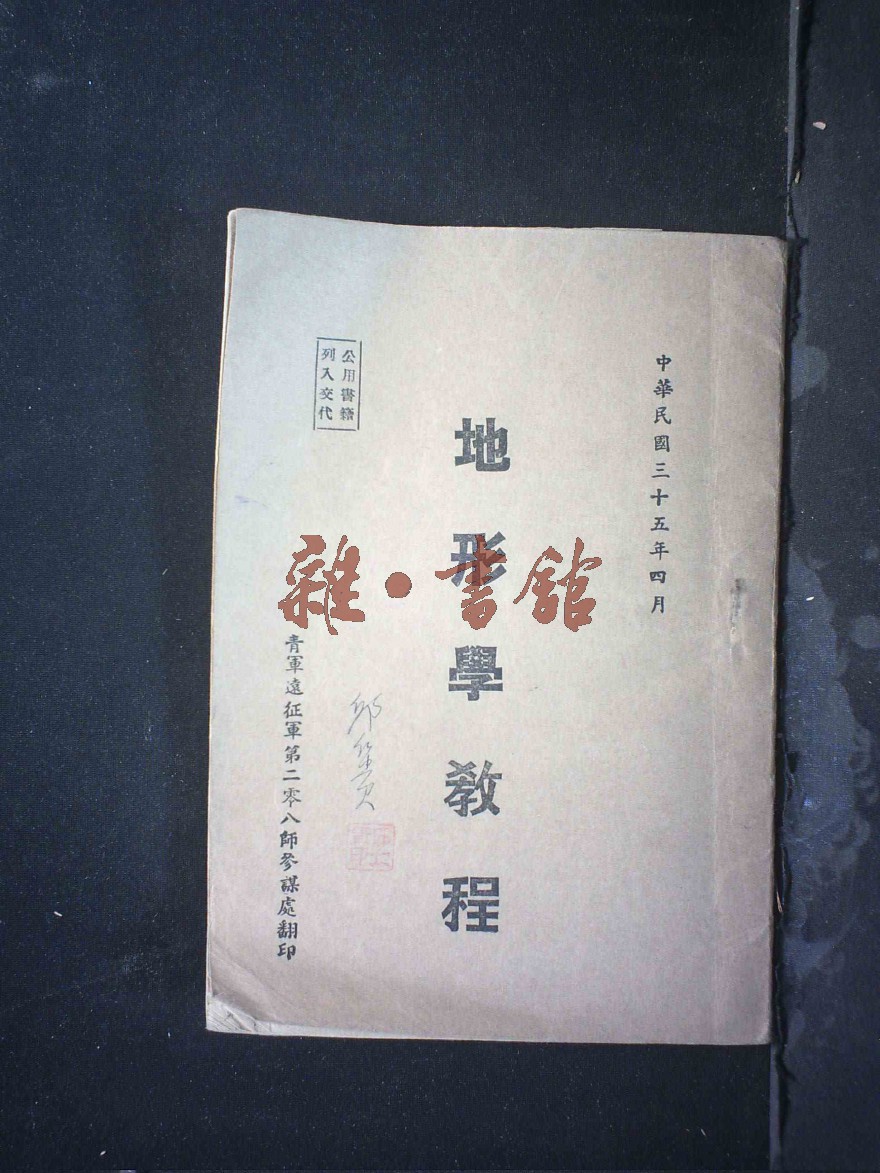 中華民國三十五年四月
地形學教程
公用書籍
列入交代
青軍遠征軍第二零八師參謀處翻印
雜·書館